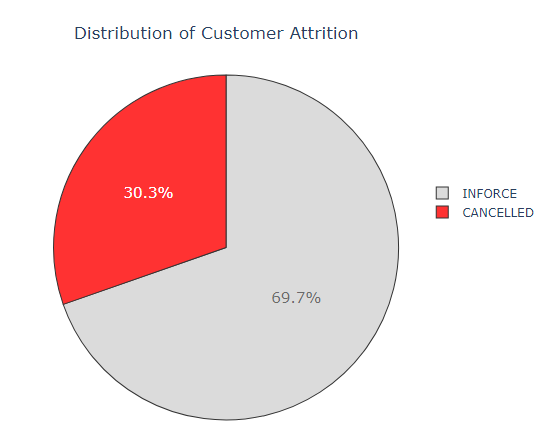 Distribution of Customer Attrition
30.3%
INFORCE
CANCELLED
69.7%